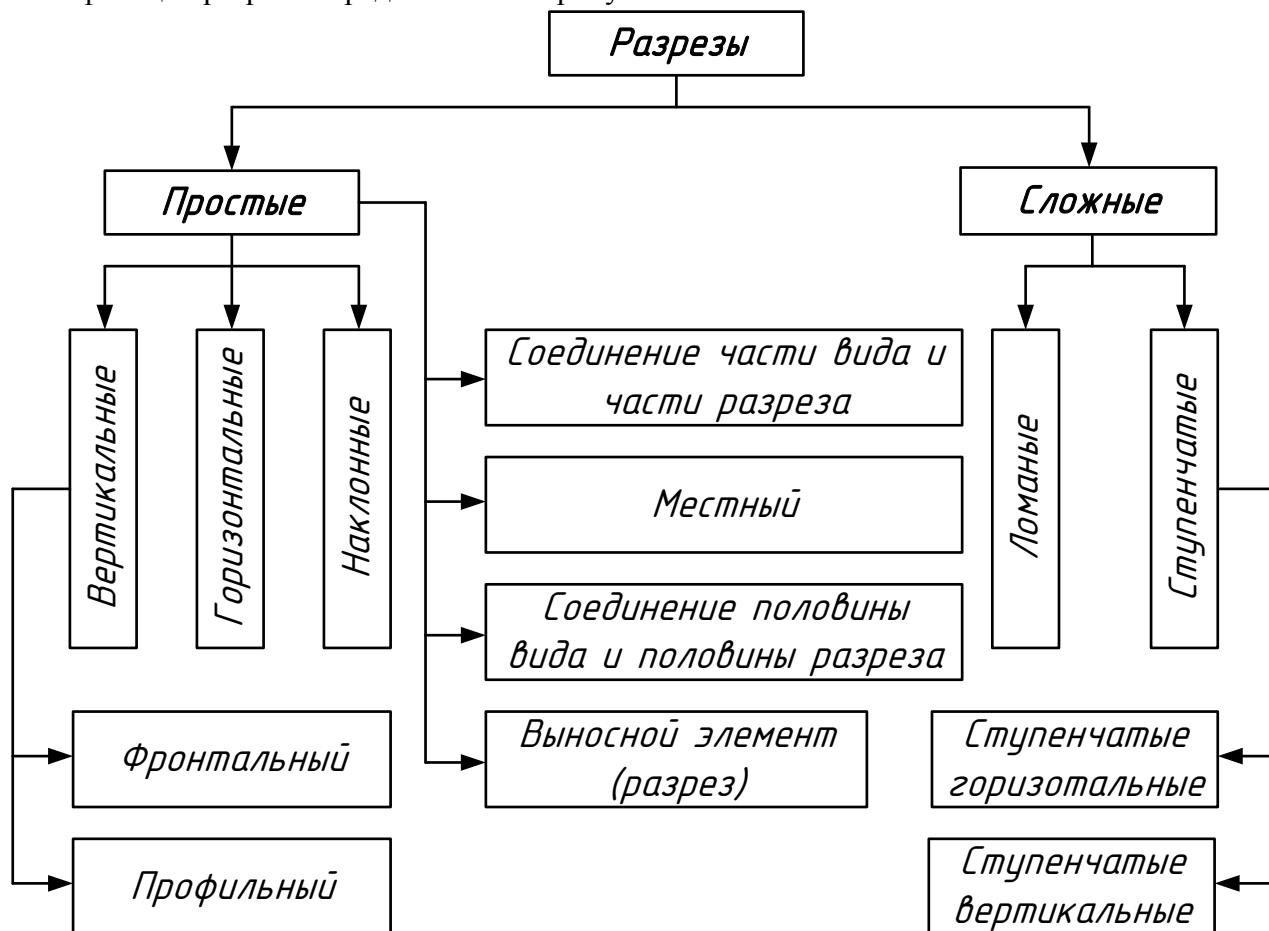 Разрезы
Простые
Сложные
Вертикальные
Горизонтальные
Наклонные
Соединение части вида и
части разреза
Местный
Соединение половины
вида и половины разреза
Выносной элемент
(разрез)
Ломаные
Ступенчатые
Фронтальный
Профильный
Ступенчатые
горизотальные
Ступенчатые
вертикальные